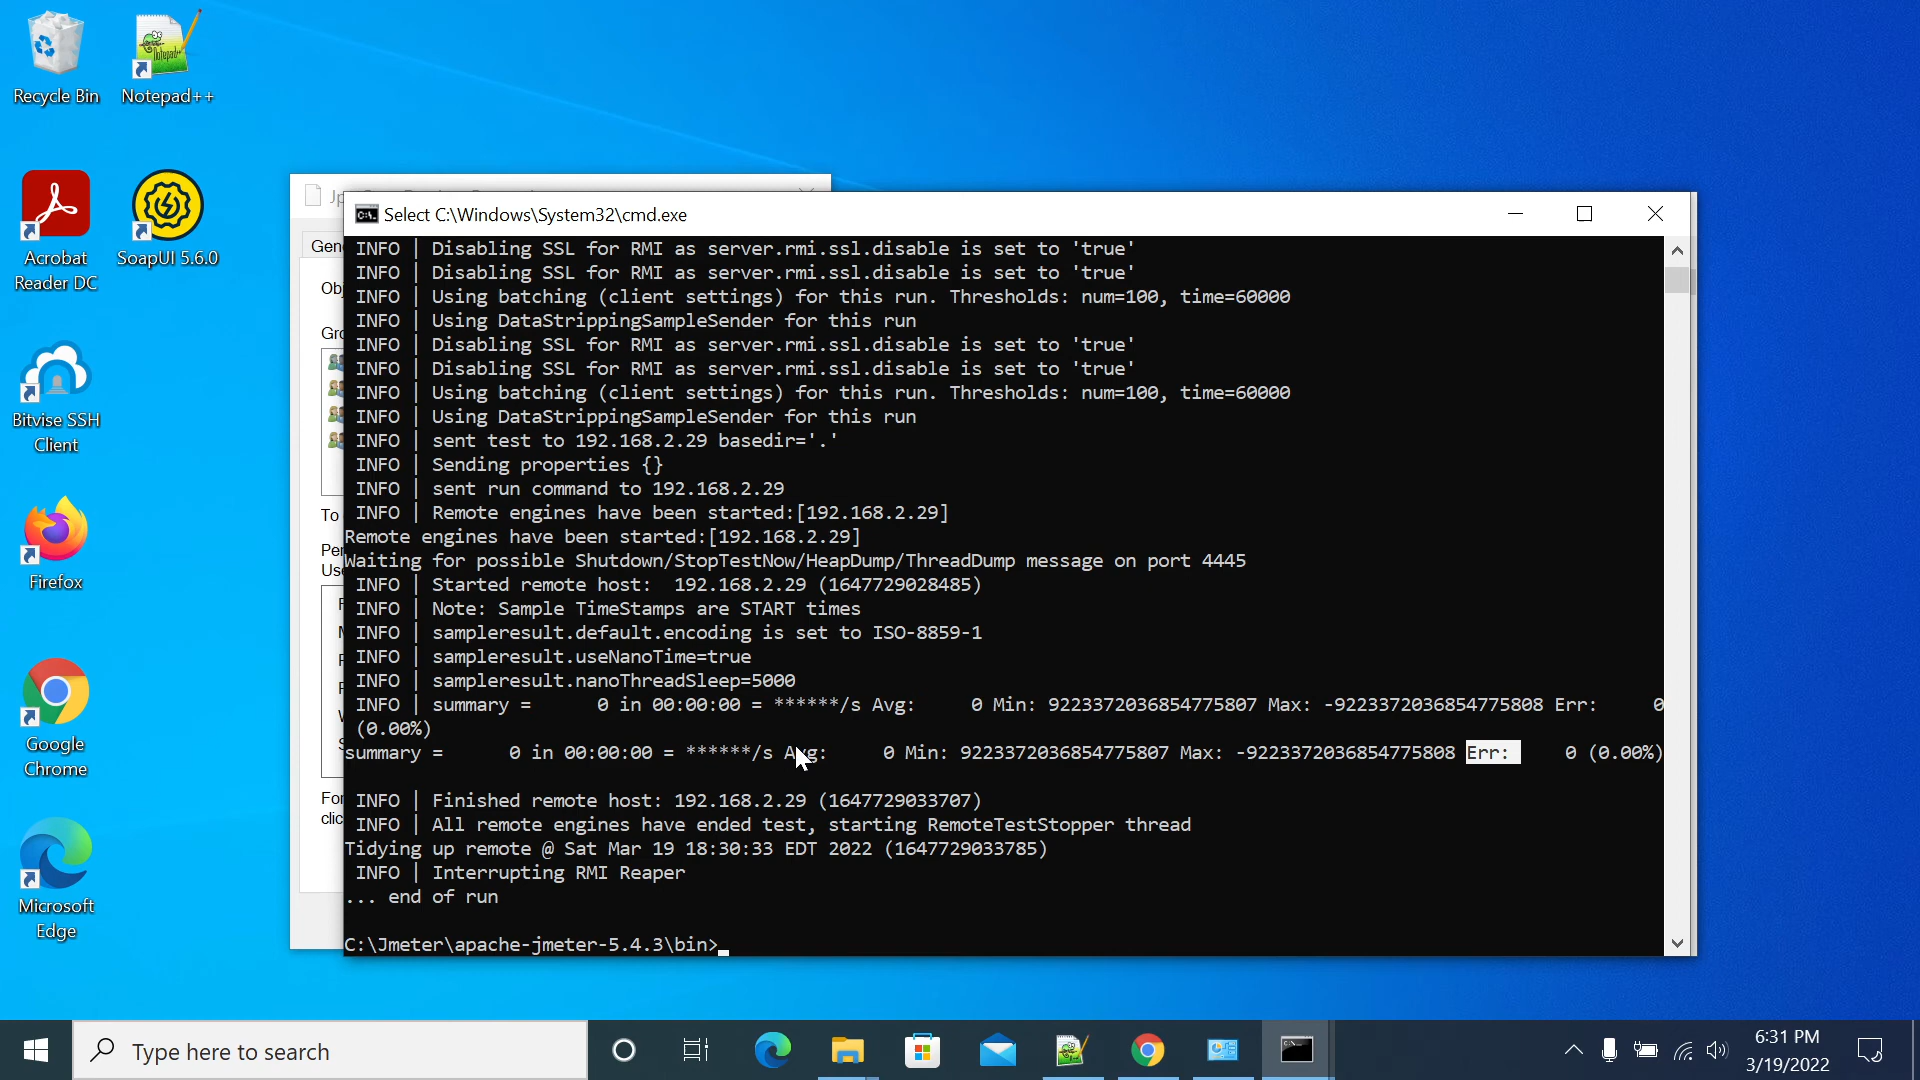 Recycle Bin
Notepad++
Acrobat
Reader DC
SoapUI 5.6.0
Bitvise SSH
Client
Firefox
Google
Chrome
Microsoft
Edge
To
Select C:\Windows\System32\cmd.exe
INFO | Disabling SSL for RMI as server.rmi.ssl.disable is set to 'true'
INFO | Disabling SSL for RMI as server.rmi.ssl.disable is set to 'true'
INFO | Using batching (client settings) for this run. Thresholds: num=100, time=60000
INFO | Using DataStrippingSampleSender for this run
INFO | Disabling SSL for RMI as server.rmi.ssl.disable is set to 'true'
INFO | Disabling SSL for RMI as server.rmi.ssl.disable is set to 'true'
INFO | Using batching (client settings) for this run. Thresholds: num=100, time=60000
INFO | Using DataStrippingSampleSender for this run
INFO | sent test to 192.168.2.29 basedir='.'
INFO | Sending properties {}
INFO | sent run command to 192.168.2.29
INFO | Remote engines have been started:[192.168.2.29]
Remote engines have been started:[192.168.2.29]
Waiting for possible Shutdown/StopTestNow/HeapDump/ThreadDump message on port 4445
INFO | Started remote host:  192.168.2.29 (1647729028485)
INFO | Note: Sample TimeStamps are START times
INFO | sampleresult.default.encoding is set to ISO-8859-1
INFO | sampleresult.useNanoTime=true
INFO | sampleresult.nanoThreadSleep=5000
INFO | summary =      0 in 00:00:00 = ******/s Avg:     0 Min: 9223372036854775807 Max: -9223372036854775808 Err:     0
(0.00%)
summary =      0 in 00:00:00 = ******/s Avg:     0 Min: 9223372036854775807 Max: -9223372036854775808 Err:     0 (0.00%)
INFO | Finished remote host: 192.168.2.29 (1647729033707)
INFO | All remote engines have ended test, starting RemoteTestStopper thread
Tidying up remote @ Sat Mar 19 18:30:33 EDT 2022 (1647729033785)
INFO | Interrupting RMI Reaper
... end of run
C:\Jmeter\apache-jmeter-5.4.3\bin>
Type here to search
6:31 PM
3/19/2022